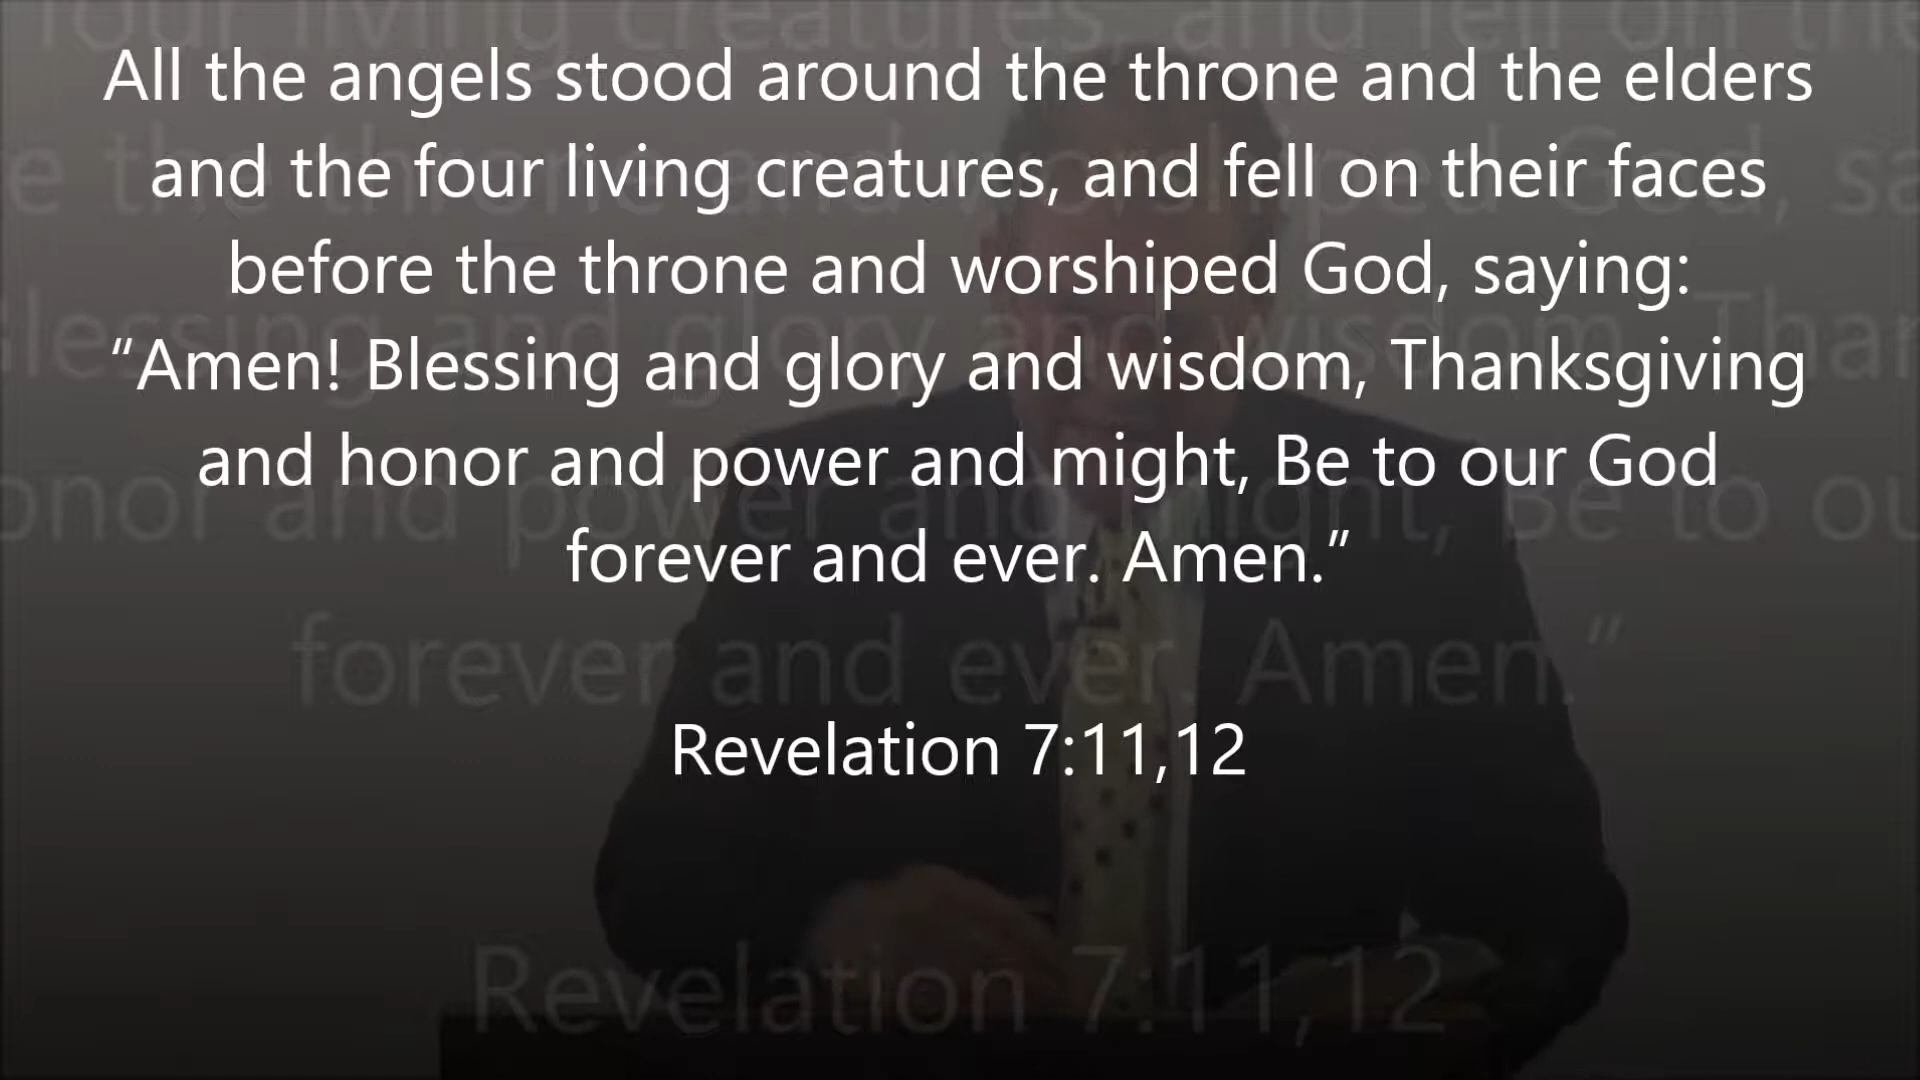 All the angels stood around the throne and the elders
and the four living creatures, and fell on their faces
before the throne and worshiped God, saying:
“Amen! Blessing and glory and wisdom, Thanksgiving
and honor and power and might, Be to our God
forever and ever. Amen.”
Revelation 7:11,12